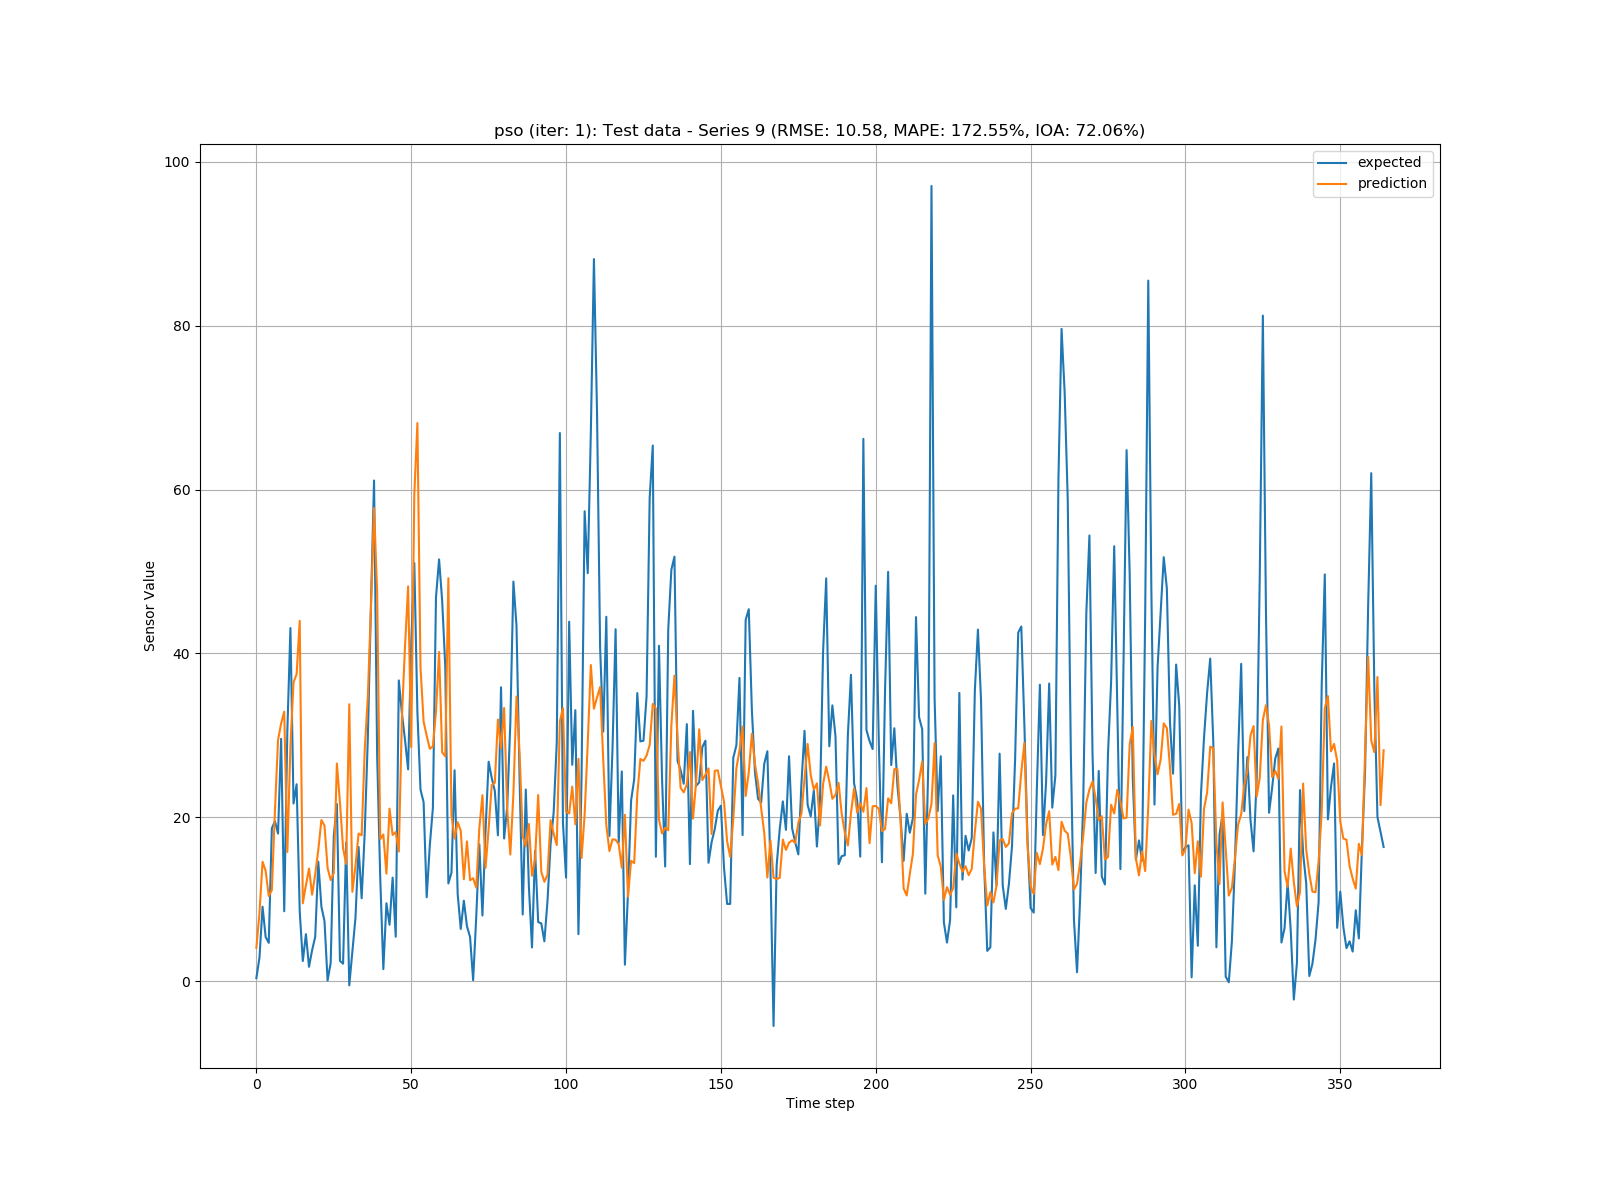 pso (iter: 1): Test data - Series 9 (RMSE: 10.58, MAPE: 172.55%, IOA: 72.06%)
expected
prediction
100
80
60
40
20
0
Sensor Value
0 50 100 150 200 250 300 350
Time step